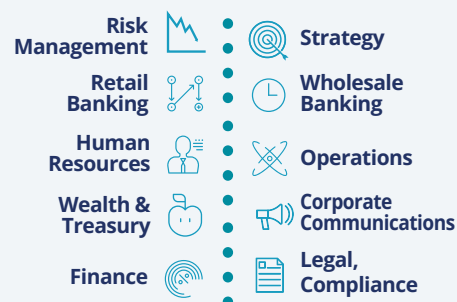 Risk
Management
Strategy
Retail
Banking
Wholesale
Banking
Human
Resources
Operations
Wealth &
Treasury
Corporate
Communications
Finance
Legal,
Compliance